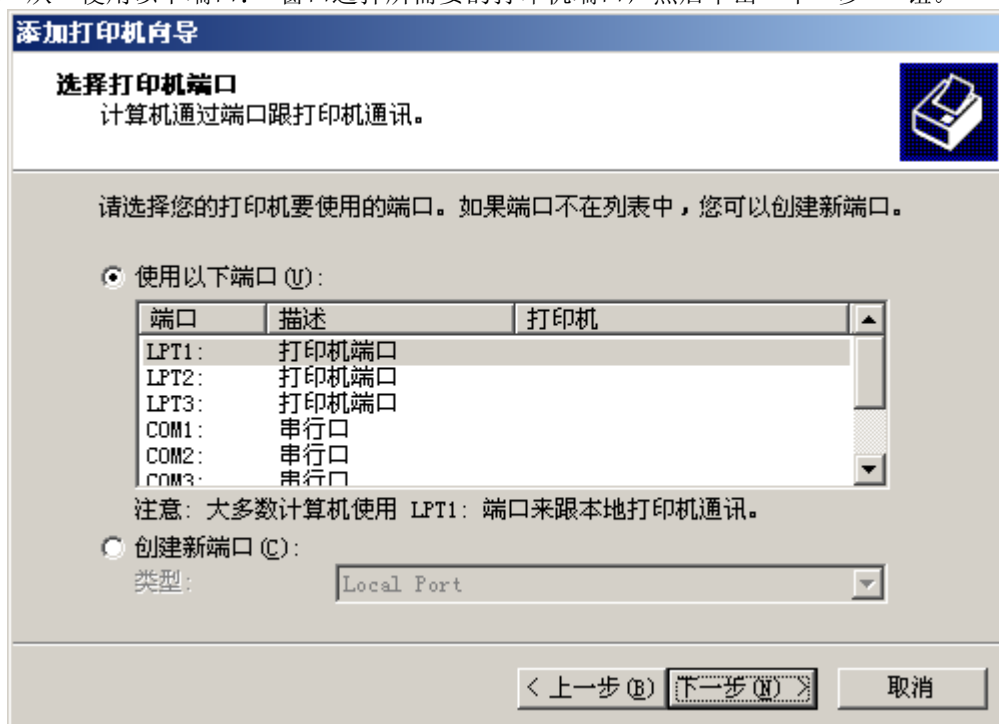 添加打印机向导
选择打印机端口
计算机通过端口跟打印机通讯。
请选择您的打印机要使用的端口。如果端口不在列表中，您可以创建新端口。
使用以下端口(U):
端口 描述 打印机
LPT1: 打印机端口
LPT2: 打印机端口
LPT3: 打印机端口
COM1: 串行口
COM2: 串行口
COM3: 串行口
注意: 大多数计算机使用 LPT1: 端口来跟本地打印机通讯。
创建新端口(C):
类型: Local Port
< 上一步(B) 下一步(N) > 取消